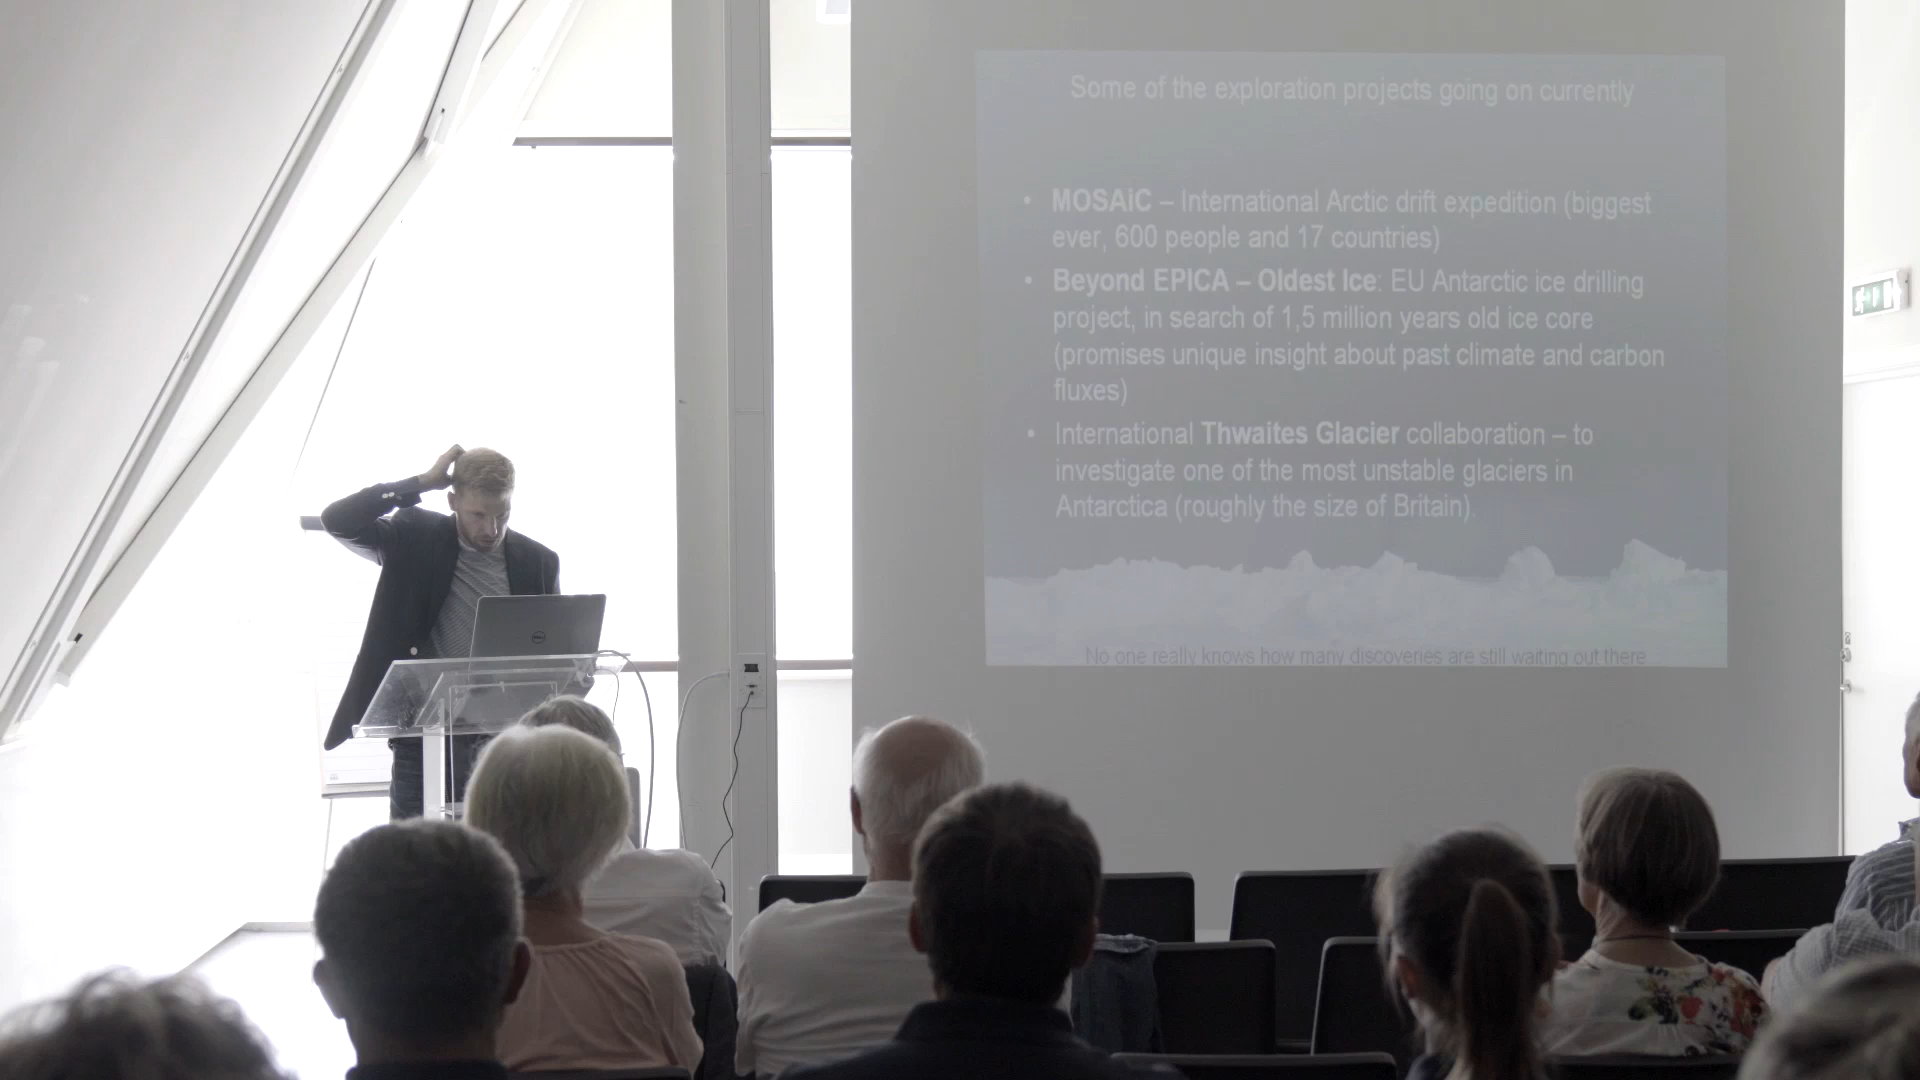 Some of the exploration projects going on currently
• MOSAiC – International Arctic drift expedition (biggest
ever, 600 people and 17 countries)
• Beyond EPICA – Oldest Ice: EU Antarctic ice drilling
project, in search of 1,5 million years old ice core
(promises unique insight about past climate and carbon
fluxes)
• International Thwaites Glacier collaboration – to
investigate one of the most unstable glaciers in
Antarctica (roughly the size of Britain).
No one really knows how many discoveries are still waiting out there
DELL